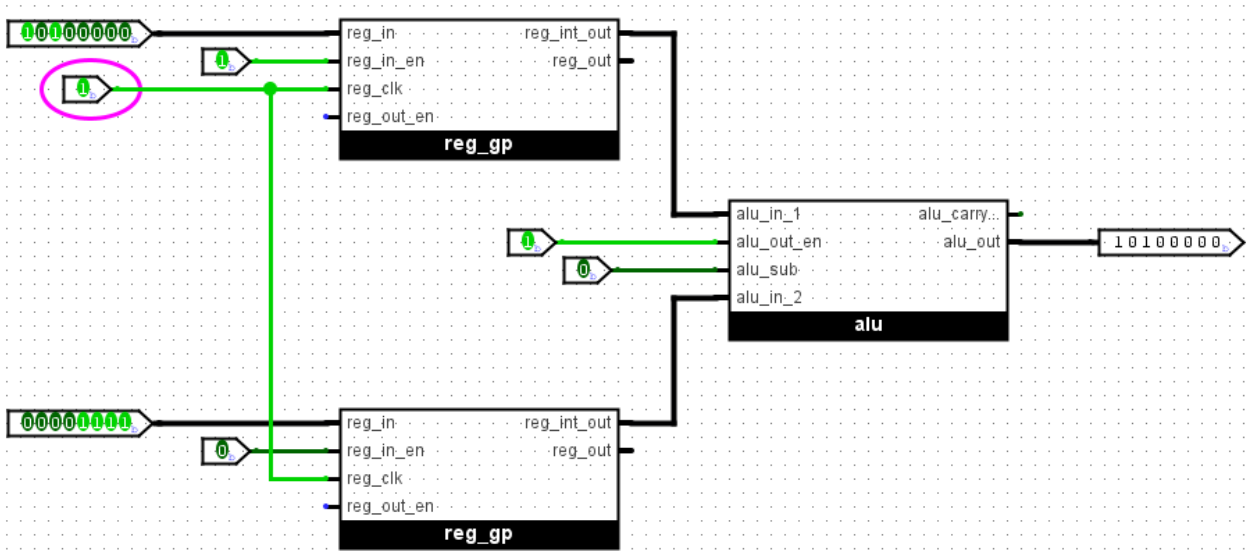 10100000
1
1
reg_in
reg_in_en
reg_clk
reg_out_en
reg_int_out
reg_out
reg_gp
1
0
alu_in_1
alu_out_en
alu_sub
alu_in_2
alu_carry...
alu_out
alu
10100000
00001111
0
reg_in
reg_in_en
reg_clk
reg_out_en
reg_int_out
reg_out
reg_gp